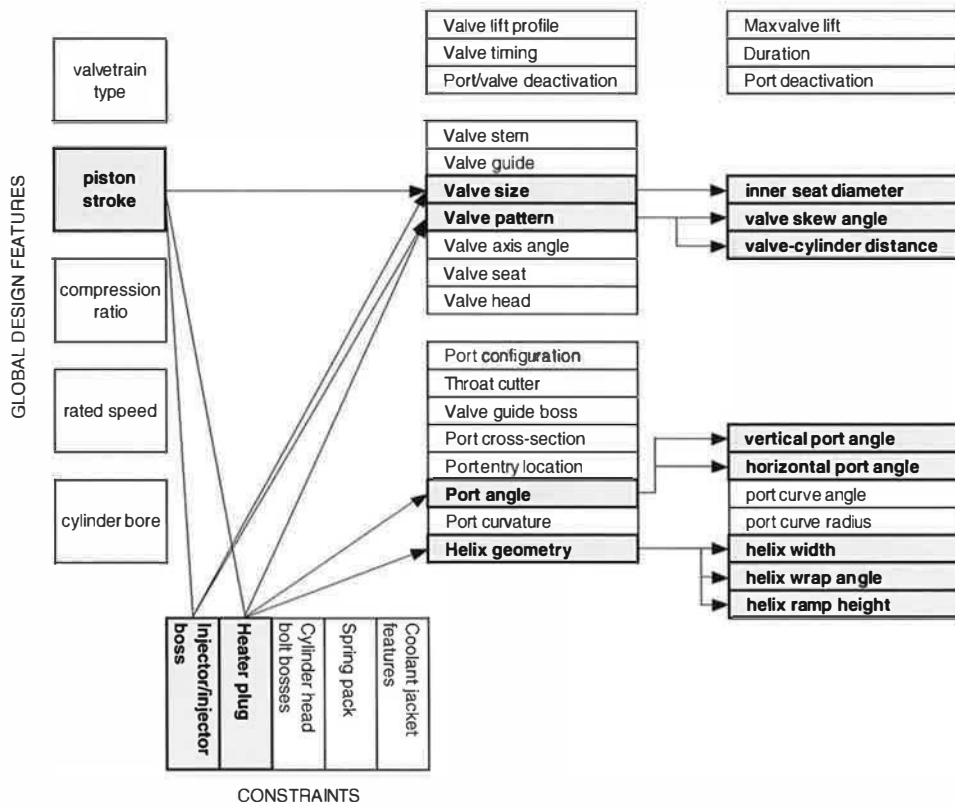 GLOBAL DESIGN FEATURES
valvetrain
type
piston
stroke
compression
ratio
rated speed
cylinder bore
Valve lift profile
Valve timing
Port/valve deactivation
Valve stem
Valve guide
Valve size
Valve pattern
Valve axis angle
Valve seat
Valve head
Port configuration
Throat cutter
Valve guide boss
Port cross-section
Port entry location
Port angle
Port curvature
Helix geometry
Max valve lift
Duration
Port deactivation
inner seat diameter
valve skew angle
valve-cylinder distance
vertical port angle
horizontal port angle
port curve angle
port curve radius
helix width
helix wrap angle
helix ramp height
Injector/injector
boss
Heater plug
Cylinder head
bolt bosses
Spring pack
Coolant jacket
features
CONSTRAINTS